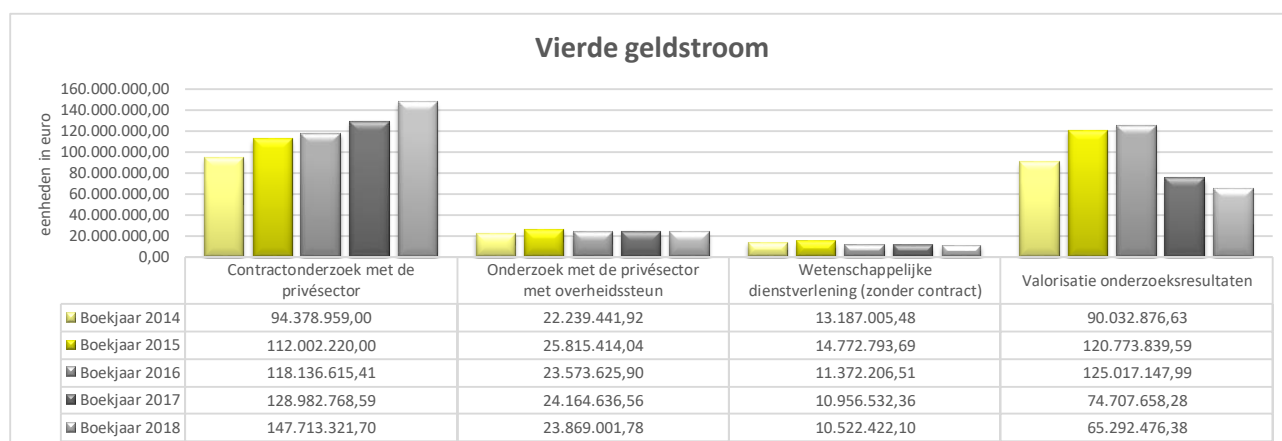 Vierde geldstroom
eenheden in euro
160.000.000,00
140.000.000,00
120.000.000,00
100.000.000,00
80.000.000,00
60.000.000,00
40.000.000,00
20.000.000,00
0,00
Contractonderzoek met de privésector
Onderzoek met de privésector met overheidssteun
Wetenschappelijke dienstverlening (zonder contract)
Valorisatie onderzoeksresultaten
Boekjaar 2014 94.378.959,00 22.239.441,92 13.187.005,48 90.032.876,63
Boekjaar 2015 112.002.220,00 25.815.414,04 14.772.793,69 120.773.839,59
Boekjaar 2016 118.136.615,41 23.573.625,90 11.372.206,51 125.017.147,99
Boekjaar 2017 128.982.768,59 24.164.636,56 10.956.532,36 74.707.658,28
Boekjaar 2018 147.713.321,70 23.869.001,78 10.522.422,10 65.292.476,38